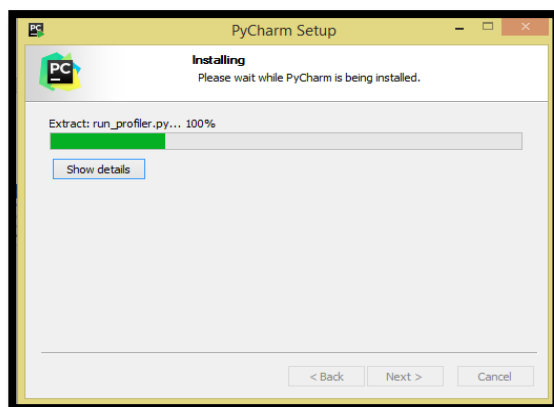 PC
PyCharm Setup
PC
Installing
Please wait while PyCharm is being installed.
Extract: run_profiler.py... 100%
Show details
< Back
Next >
Cancel